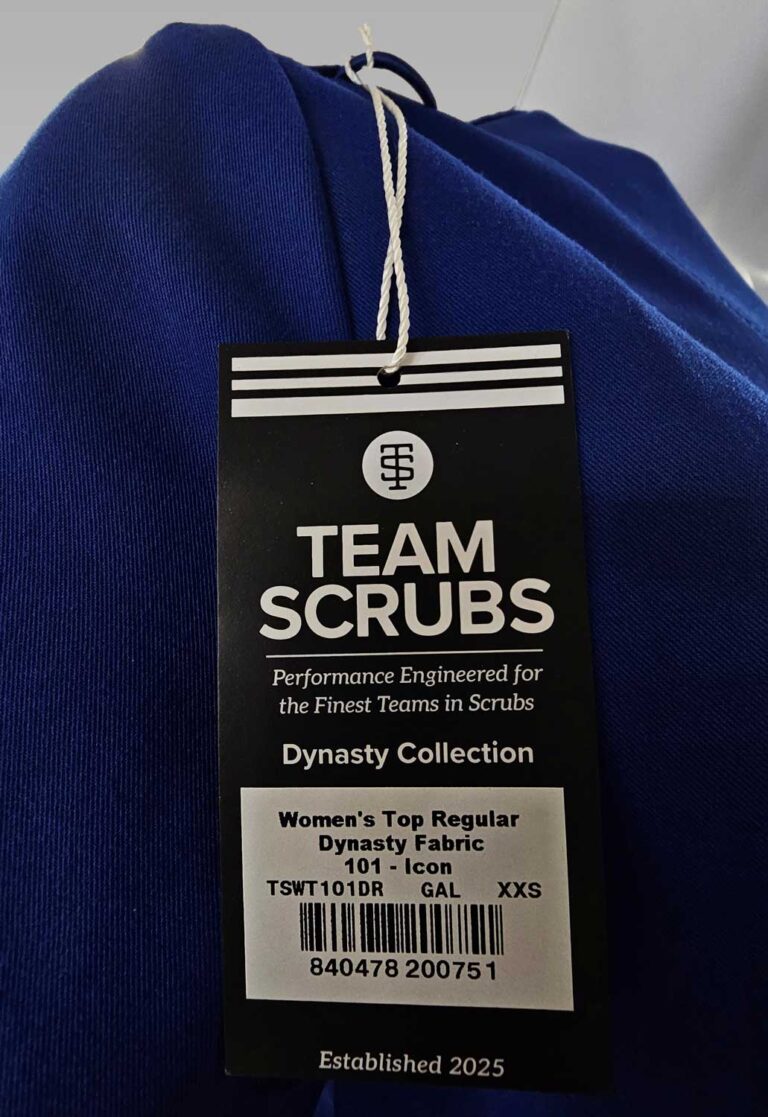 TS
TEAM
SCRUBS
Performance Engineered for
the Finest Teams in Scrubs
Dynasty Collection
Women's Top Regular
Dynasty Fabric
101 - Icon
TSWT101DR GAL XXS
840478 200751
Established 2025